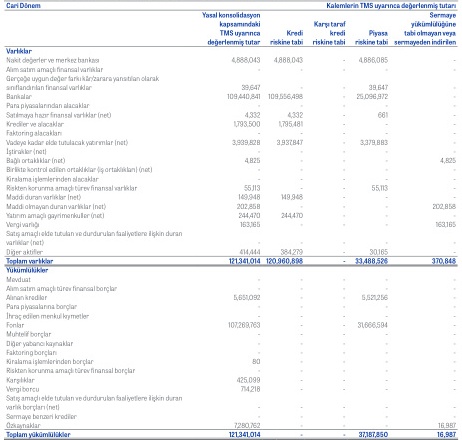 Cari Dönem Kalemlerin TMS uyarınca değerlenmiş tutarı
Yasal konsolidasyon Sermaye
kapsamındaki Karşı taraf yükümlülüğüne
TMS uyarınca Kredi kredi Piyasa tabi olmayan veya
değerlenmiş tutar riskine tabi riskine tabi riskine tabi sermayeden indirilen
Varlıklar
Nakit değerler ve merkez bankası 4,888,043 4,888,043 - 4,886,085 -
Alım satım amaçlı finansal varlıklar - - - - -
Gerçeğe uygun değer farkı kâr/zarara yansıtılan olarak
sınıflandırılan finansal varlıklar 39,647 - - 39,647 -
Bankalar 109,440,841 109,556,498 - 25,096,972 -
Para piyasalarından alacaklar - - - - -
Satılmaya hazır finansal varlıklar (net) 4,332 4,332 - 661 -
Krediler ve alacaklar 1,793,500 1,795,481 - - -
Faktoring alacakları - - - - -
Vadeye kadar elde tutulacak yatırımlar (net) 3,939,828 3,937,847 - 3,379,883 -
İştirakler (net) - - - - -
Bağlı ortaklıklar (net) 4,825 - - - 4,825
Birlikte kontrol edilen ortaklıklar (iş ortaklıkları) (net) - - - - -
Kiralama işlemlerinden alacaklar - - - - -
Riskten korunma amaçlı türev finansal varlıklar 55,113 - - 55,113 -
Maddi duran varlıklar (net) 149,948 149,948 - - -
Maddi olmayan duran varlıklar (net) 202,858 - - - 202,858
Yatırım amaçlı gayrimenkuller (net) 244,470 244,470 - - -
Vergi varlığı 163,165 - - - 163,165
Satış amaçlı elde tutulan ve durdurulan faaliyetlere ilişkin duran
varlıklar (net) - - - - -
Diğer aktifler 414,444 384,279 - 30,165 -
Toplam varlıklar 121,341,014 120,960,898 - 33,488,526 370,848
Yükümlülükler
Mevduat - - - - -
Alım satım amaçlı türev finansal borçlar - - - - -
Alınan krediler 5,651,092 - - 5,521,256 -
Para piyasalarına borçlar - - - - -
İhraç edilen menkul kıymetler - - - - -
Fonlar 107,269,763 - - 31,666,594 -
Muhtelif borçlar - - - - -
Diğer yabancı kaynaklar - - - - -
Faktoring borçları - - - - -
Kiralama işlemlerinden borçlar 80 - - - -
Riskten korunma amaçlı türev finansal borçlar - - - - -
Karşılıklar 425,099 - - - -
Vergi borcu 714,218 - - - -
Satış amaçlı elde tutulan ve durdurulan faaliyetlere ilişkin duran
varlık borçları (net) - - - - -
Sermaye benzeri krediler - - - - -
Özkaynaklar 7,280,762 - - - 16,987
Toplam yükümlülükler 121,341,014 - - 37,187,850 16,987